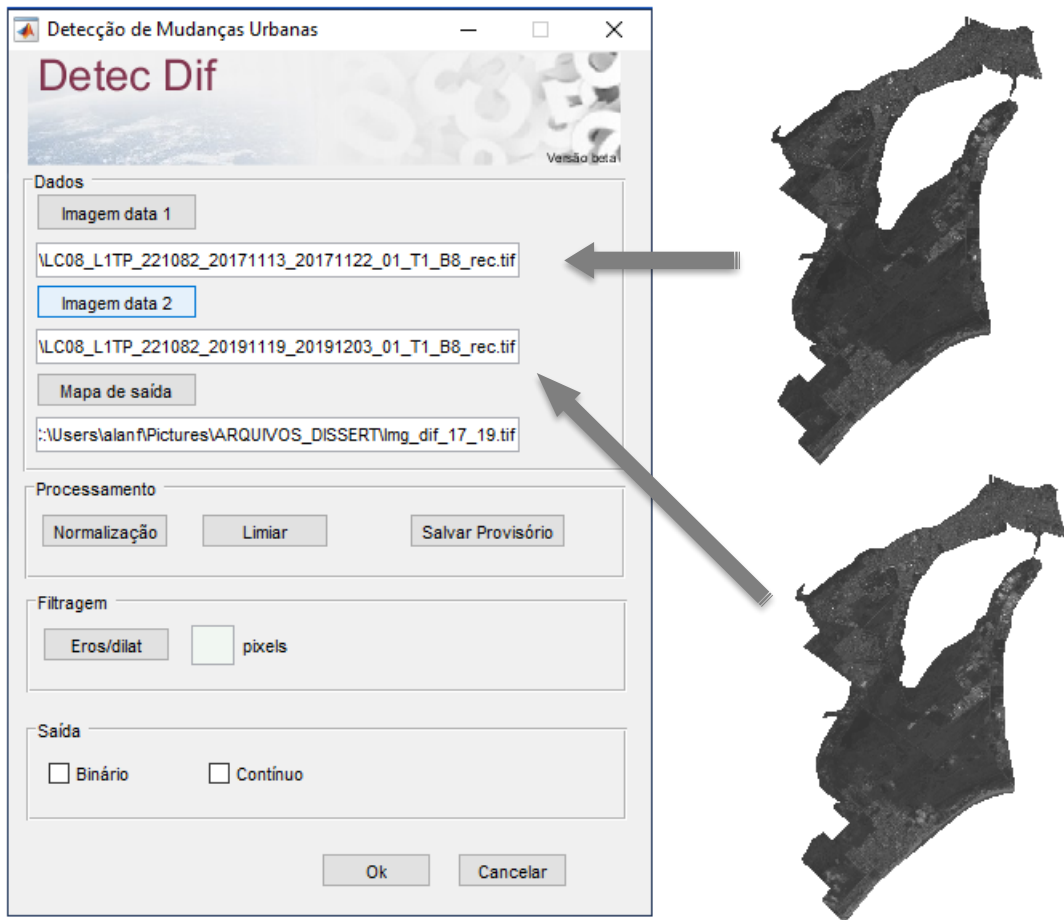 Detecção de Mudanças Urbanas
Detec Dif
Versão beta
Dados
Imagem data 1
\LC08_L1TP_221082_20171113_20171122_01_T1_B8_rec.tif
Imagem data 2
\LC08_L1TP_221082_20191119_20191203_01_T1_B8_rec.tif
Mapa de saída
:\Users\alanf\Pictures\ARQUIVOS_DISSERT\Img_dif_17_19.tif
Processamento
Normalização Limiar Salvar Provisório
Filtragem
Eros/dilat pixels
Saída
Binário Contínuo
Ok Cancelar